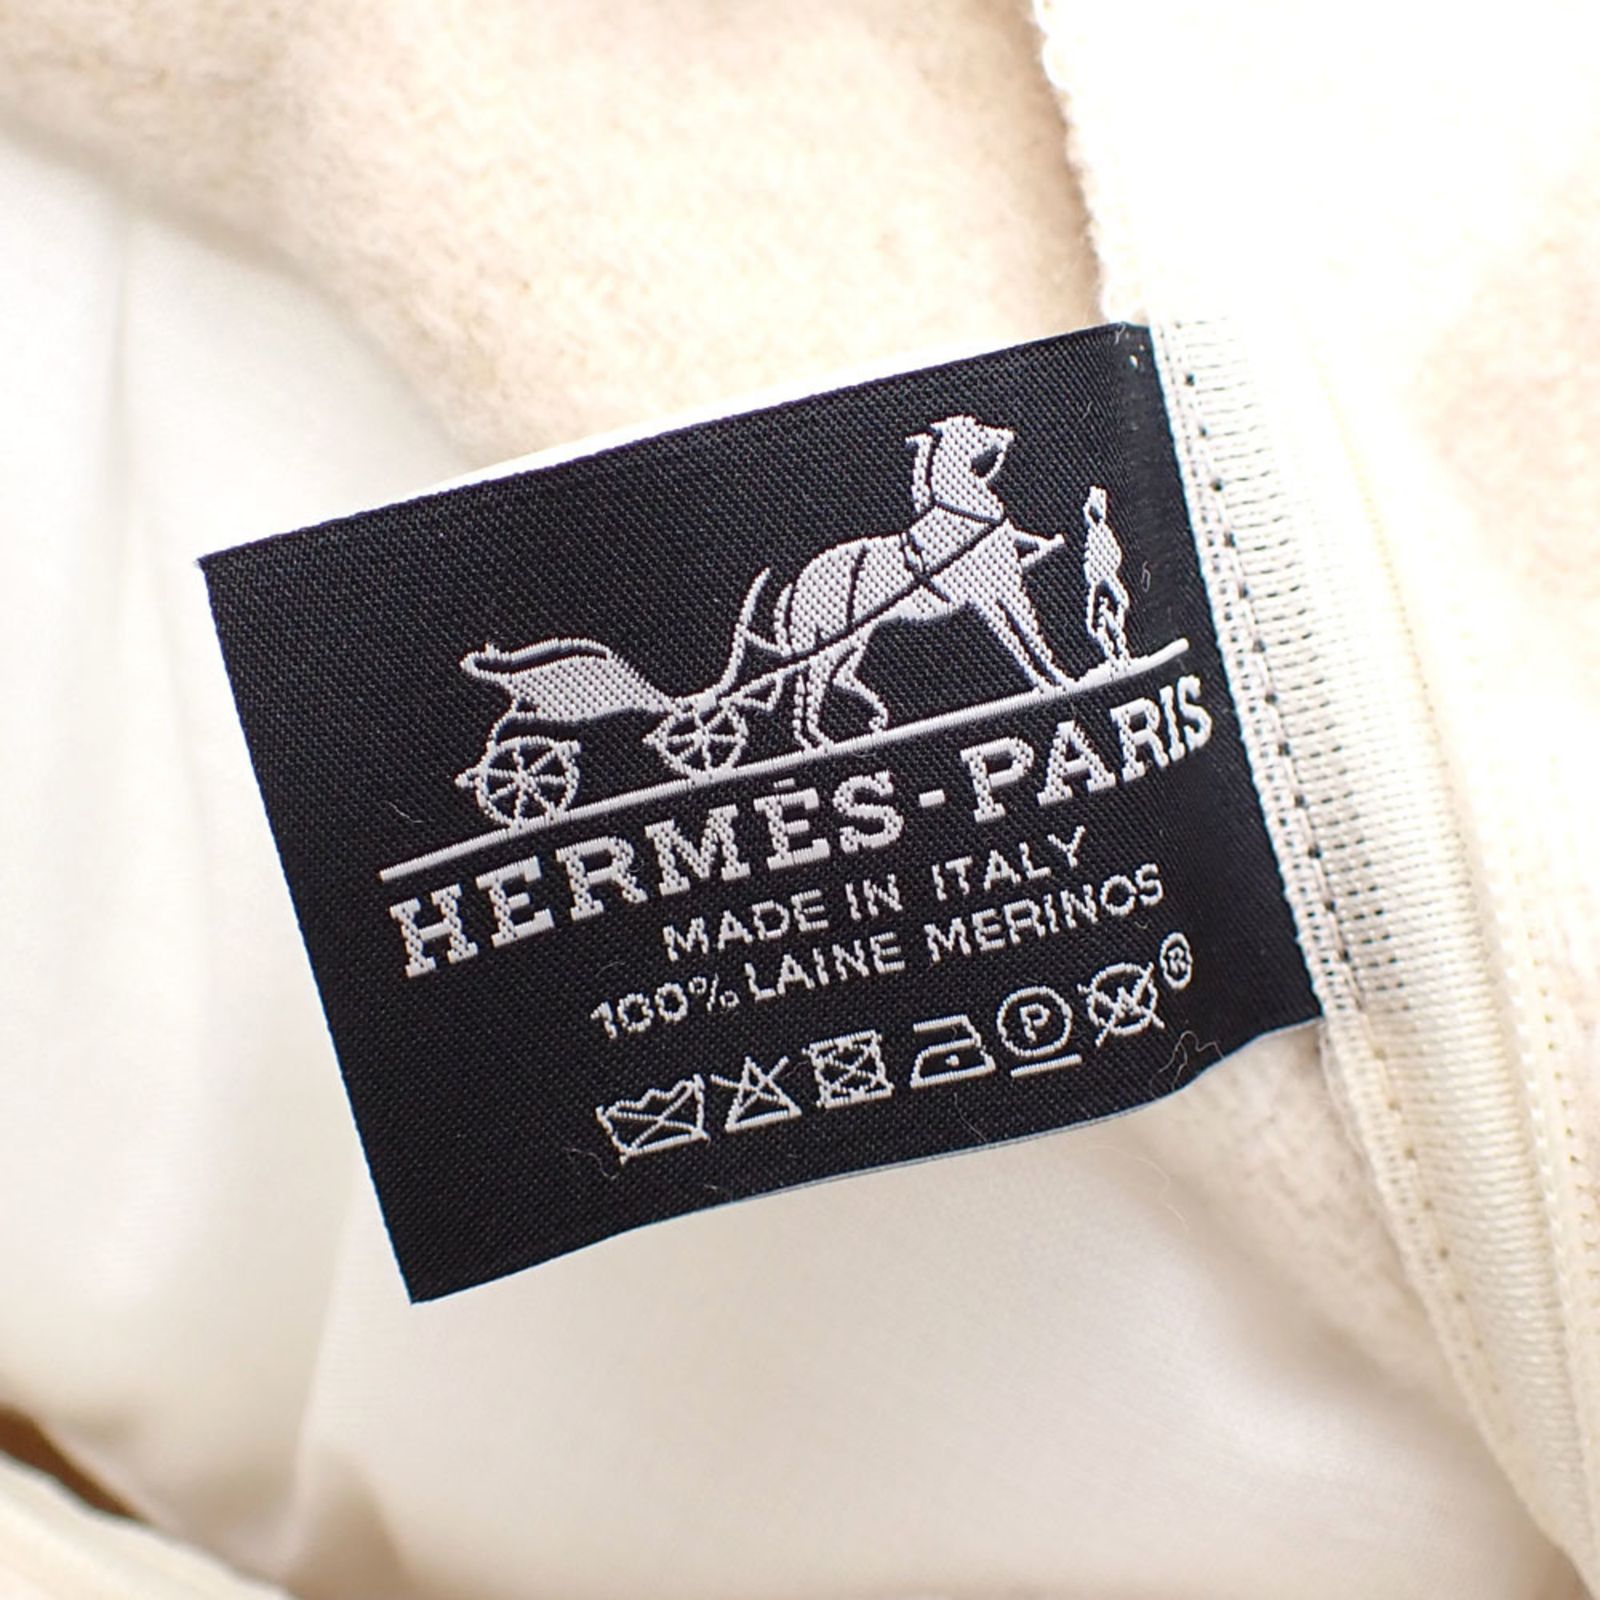 HERMÈS-PARIS
MADE IN ITALY
100% LAINE MERINOS
P W ®